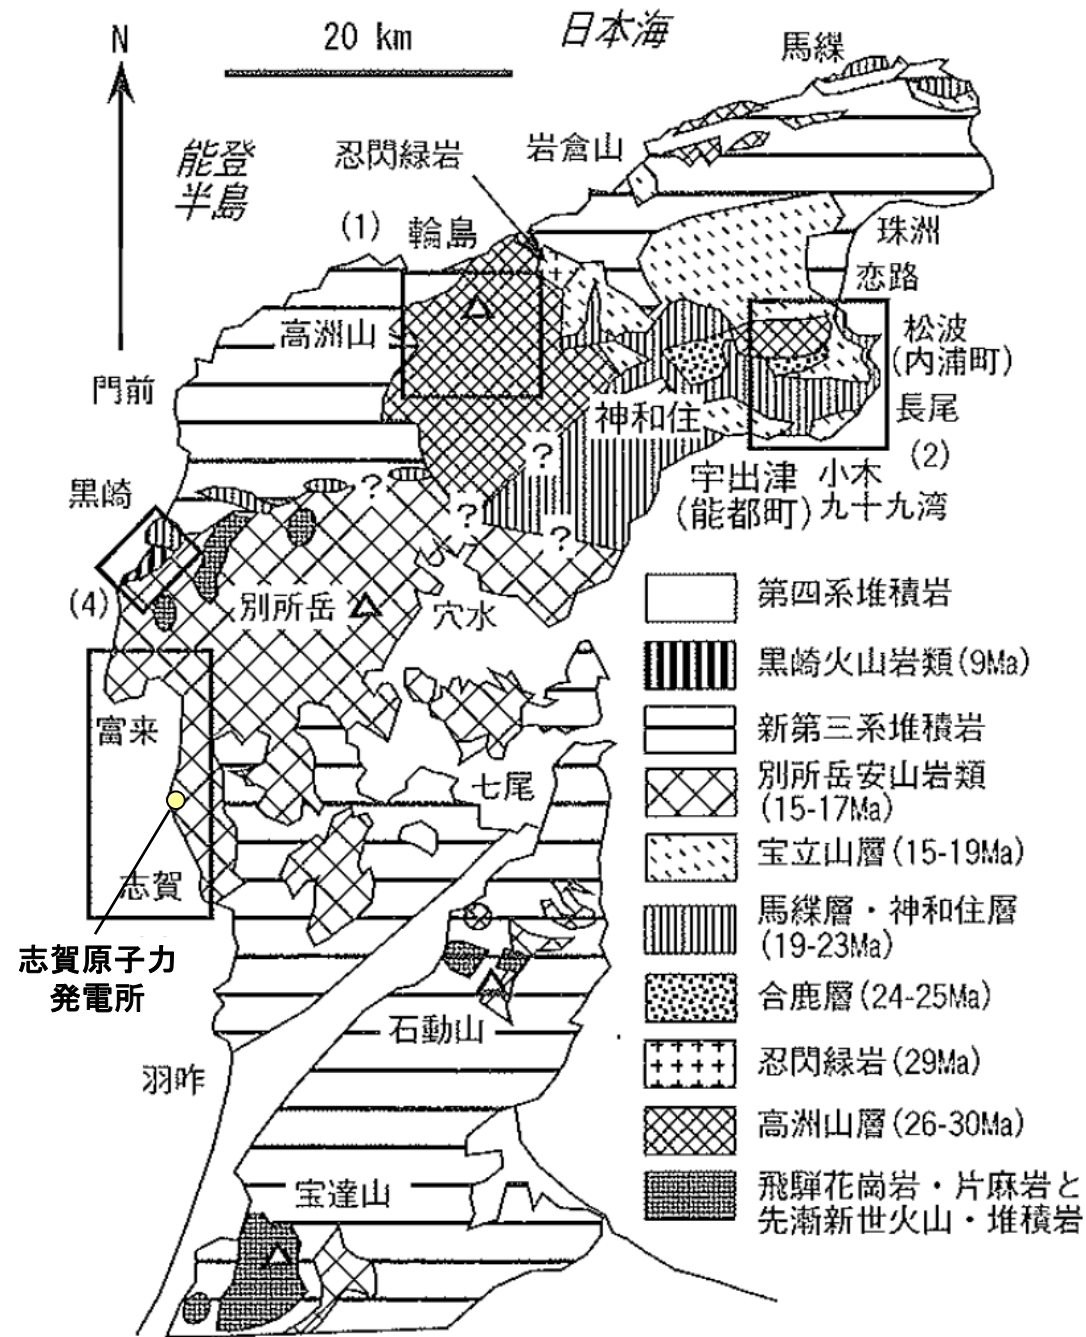 N
20 km
日本海
馬緤
能登
半島
忍閃緑岩
岩倉山
(1)
輪島
珠洲
恋路
高洲山
松波
(内浦町)
門前
神和住
長尾
(2)
?
?
?
?
宇出津
(能都町)
小木
九十九湾
黒崎
(4)
別所岳
穴水
富来
七尾
志賀
志賀原子力
発電所
石動山
羽咋
宝達山
第四系堆積岩
黒崎火山岩類(9Ma)
新第三系堆積岩
別所岳安山岩類
(15-17Ma)
宝立山層(15-19Ma)
馬緤層・神和住層
(19-23Ma)
合鹿層(24-25Ma)
忍閃緑岩(29Ma)
高洲山層(26-30Ma)
飛騨花崗岩・片麻岩と
先漸新世火山・堆積岩